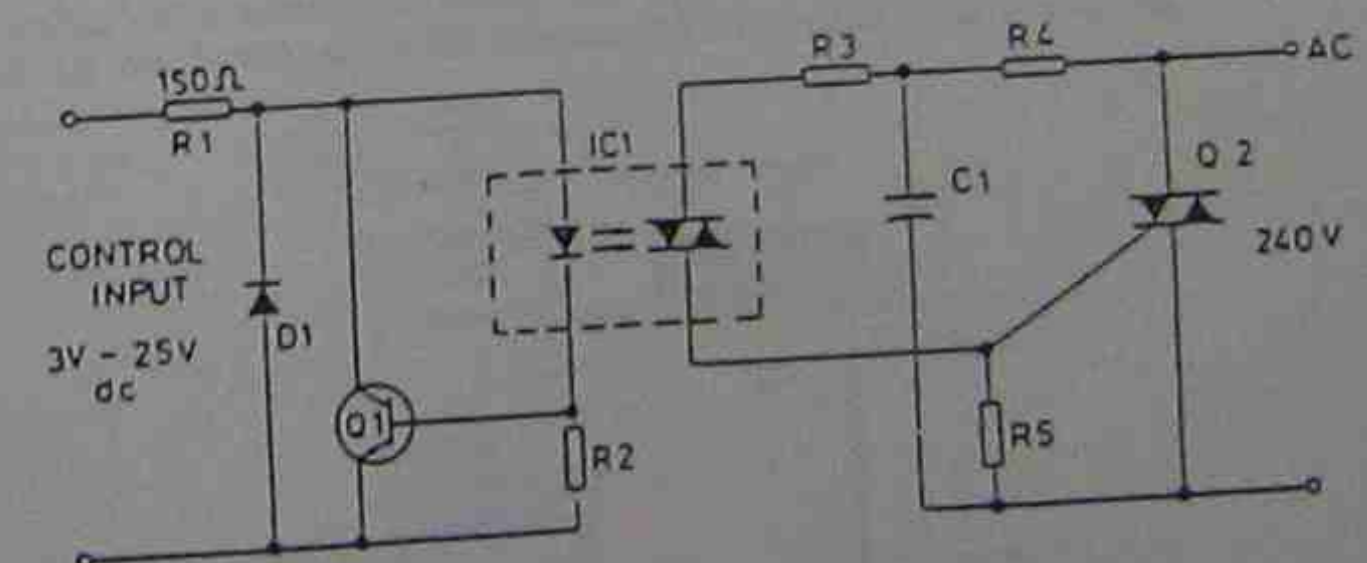 150Ω
R1
CONTROL
INPUT
3V - 25V
dc
D1
Q1
R2
IC1
R3
R4
AC
C1
Q2
240V
R5